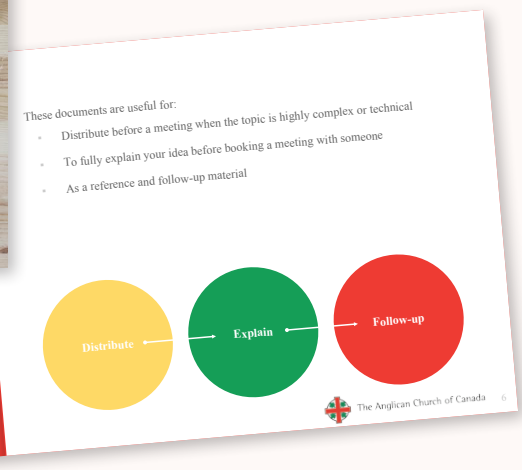 These documents are useful for:
Distribute before a meeting when the topic is highly complex or technical
To fully explain your idea before booking a meeting with someone
As a reference and follow-up material
Distribute
Explain
Follow-up
The Anglican Church of Canada
6